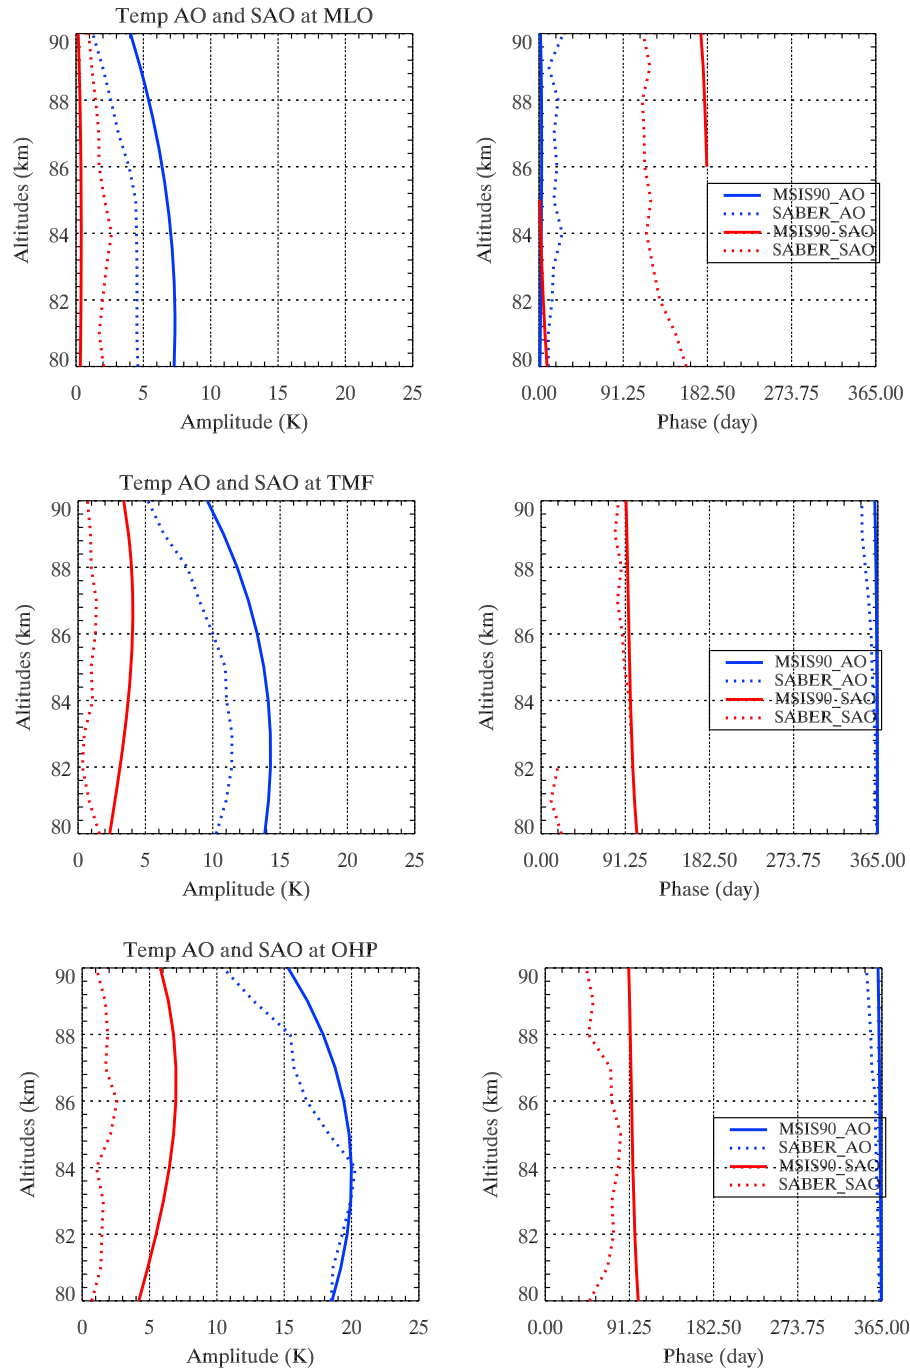 Temp AO and SAO at MLO
90
88
86
84
82
80
Altitudes (km)
0 5 10 15 20 25
Amplitude (K)
90
88
86
84
82
80
Altitudes (km)
MSIS90_AO
SABER_AO
MSIS90-SAO
SABER_SAO
0.00 91.25 182.50 273.75 365.00
Phase (day)
Temp AO and SAO at TMF
90
88
86
84
82
80
Altitudes (km)
0 5 10 15 20 25
Amplitude (K)
90
88
86
84
82
80
Altitudes (km)
MSIS90_AO
SABER_AO
MSIS90-SAO
SABER_SAO
0.00 91.25 182.50 273.75 365.00
Phase (day)
Temp AO and SAO at OHP
90
88
86
84
82
80
Altitudes (km)
0 5 10 15 20 25
Amplitude (K)
90
88
86
84
82
80
Altitudes (km)
MSIS90_AO
SABER_AO
MSIS90-SAO
SABER_SAO
0.00 91.25 182.50 273.75 365.00
Phase (day)